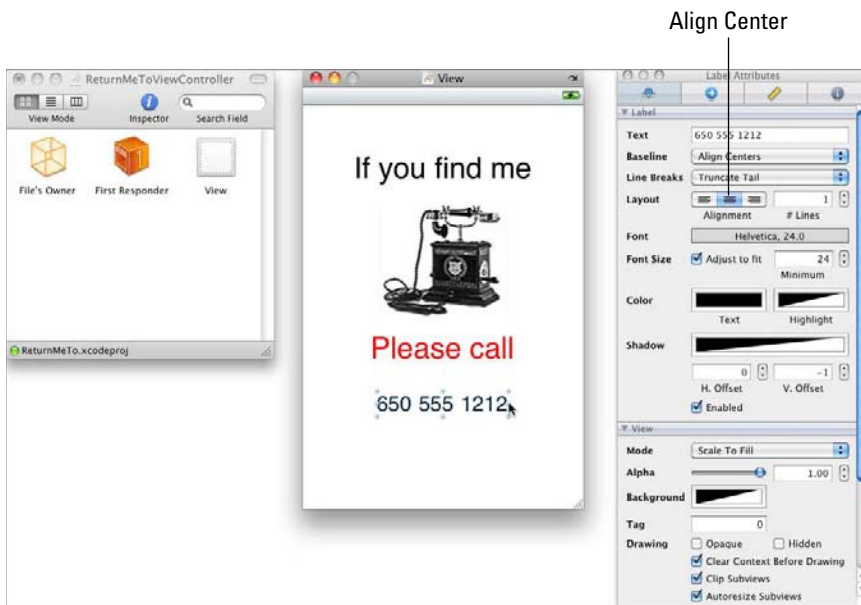 Align Center
ReturnMeToViewController
View Mode
Inspector
Search Field
File's Owner
First Responder
View
ReturnMeTo.xcodeproj
View
If you find me
Please call
650 555 1212
Label Attributes
Label
Text 650 555 1212
Baseline Align Centers
Line Breaks Truncate Tail
Layout 1
Alignment # Lines
Font Helvetica, 24.0
Font Size Adjust to fit 24
Minimum
Color
Text Highlight
Shadow
0 -1
H. Offset V. Offset
Enabled
View
Mode Scale To Fill
Alpha 1.00
Background
Tag 0
Drawing Opaque Hidden
Clear Context Before Drawing
Clip Subviews
Autoresize Subviews